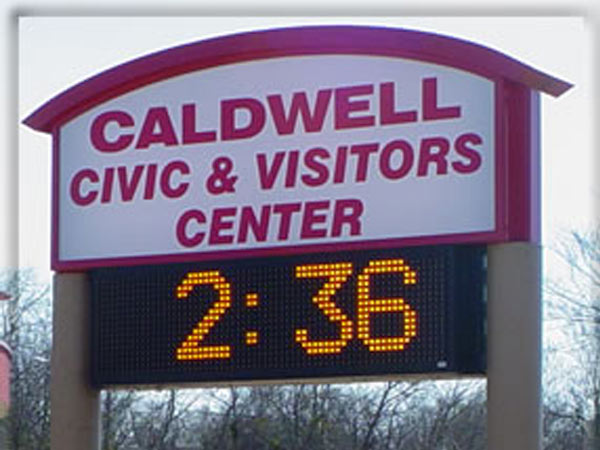 CALDWELL
CIVIC & VISITORS
CENTER
2:36